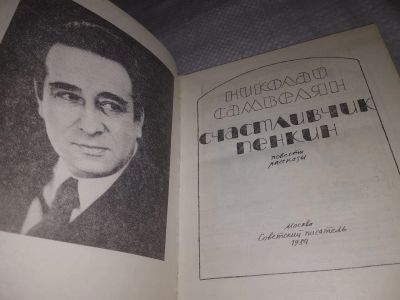 НИКОЛАЙ
САМВЕЛЯН
СЧАСТЛИВЧИК
ПЕНКИН
повести
рассказы
Москва
Советский писатель
1989